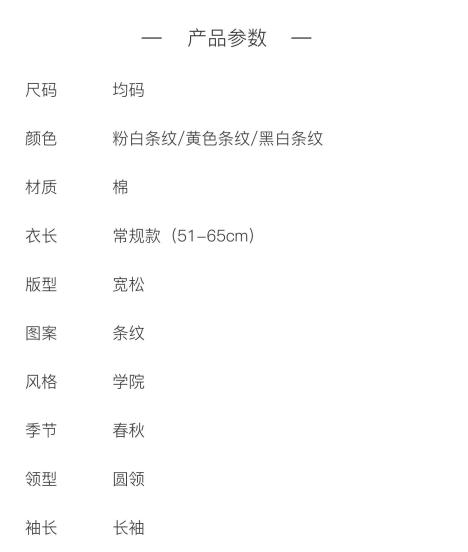 — 产品参数 —
尺码 均码
颜色 粉白条纹/黄色条纹/黑白条纹
材质 棉
衣长 常规款（51-65cm）
版型 宽松
图案 条纹
风格 学院
季节 春秋
领型 圆领
袖长 长袖